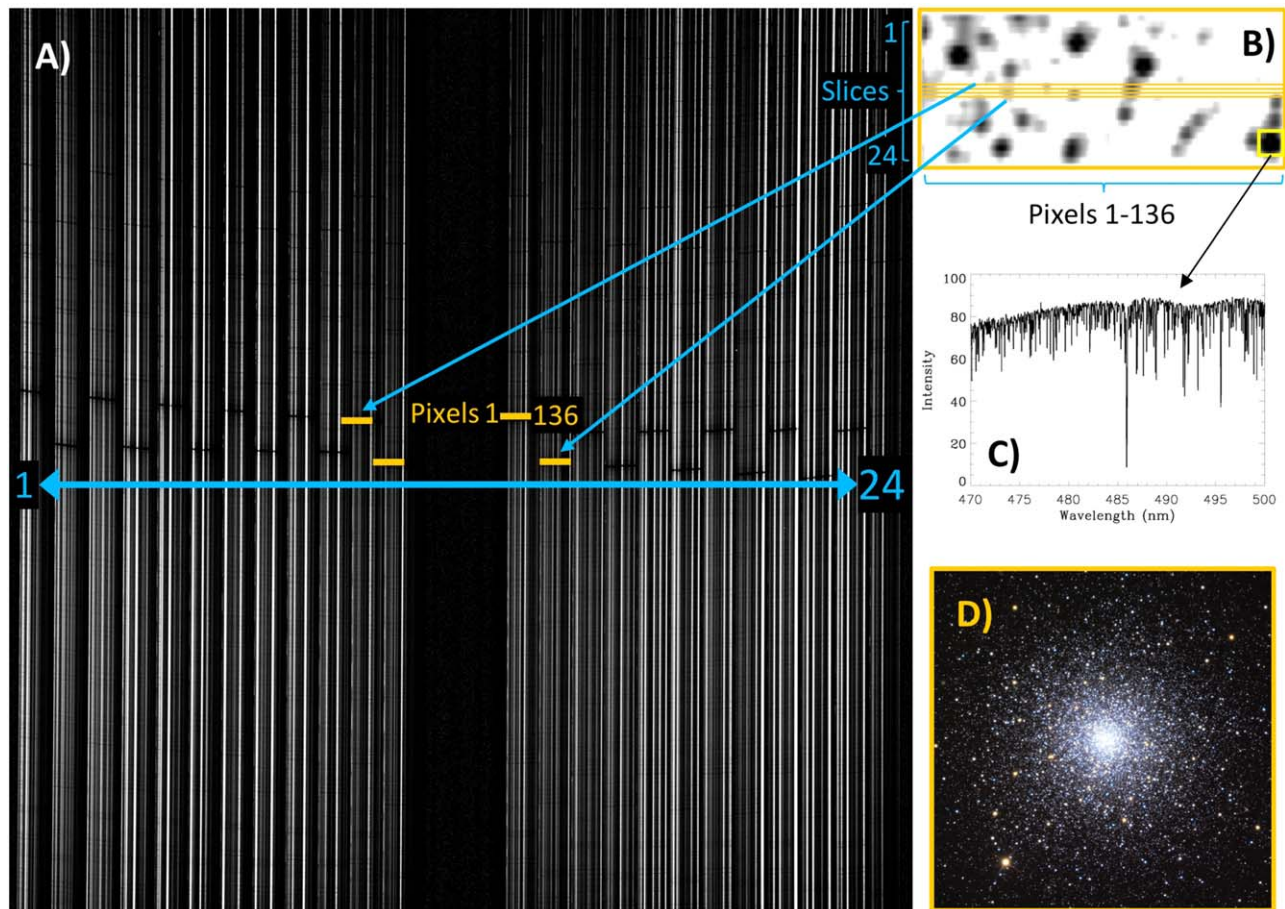 A)
Pixels 1
136
1
24
1
Slices
24
B)
Pixels 1-136
100
80
60
40
20
0
Intensity
C)
470 475 480 485 490 495 500
Wavelength (nm)
D)